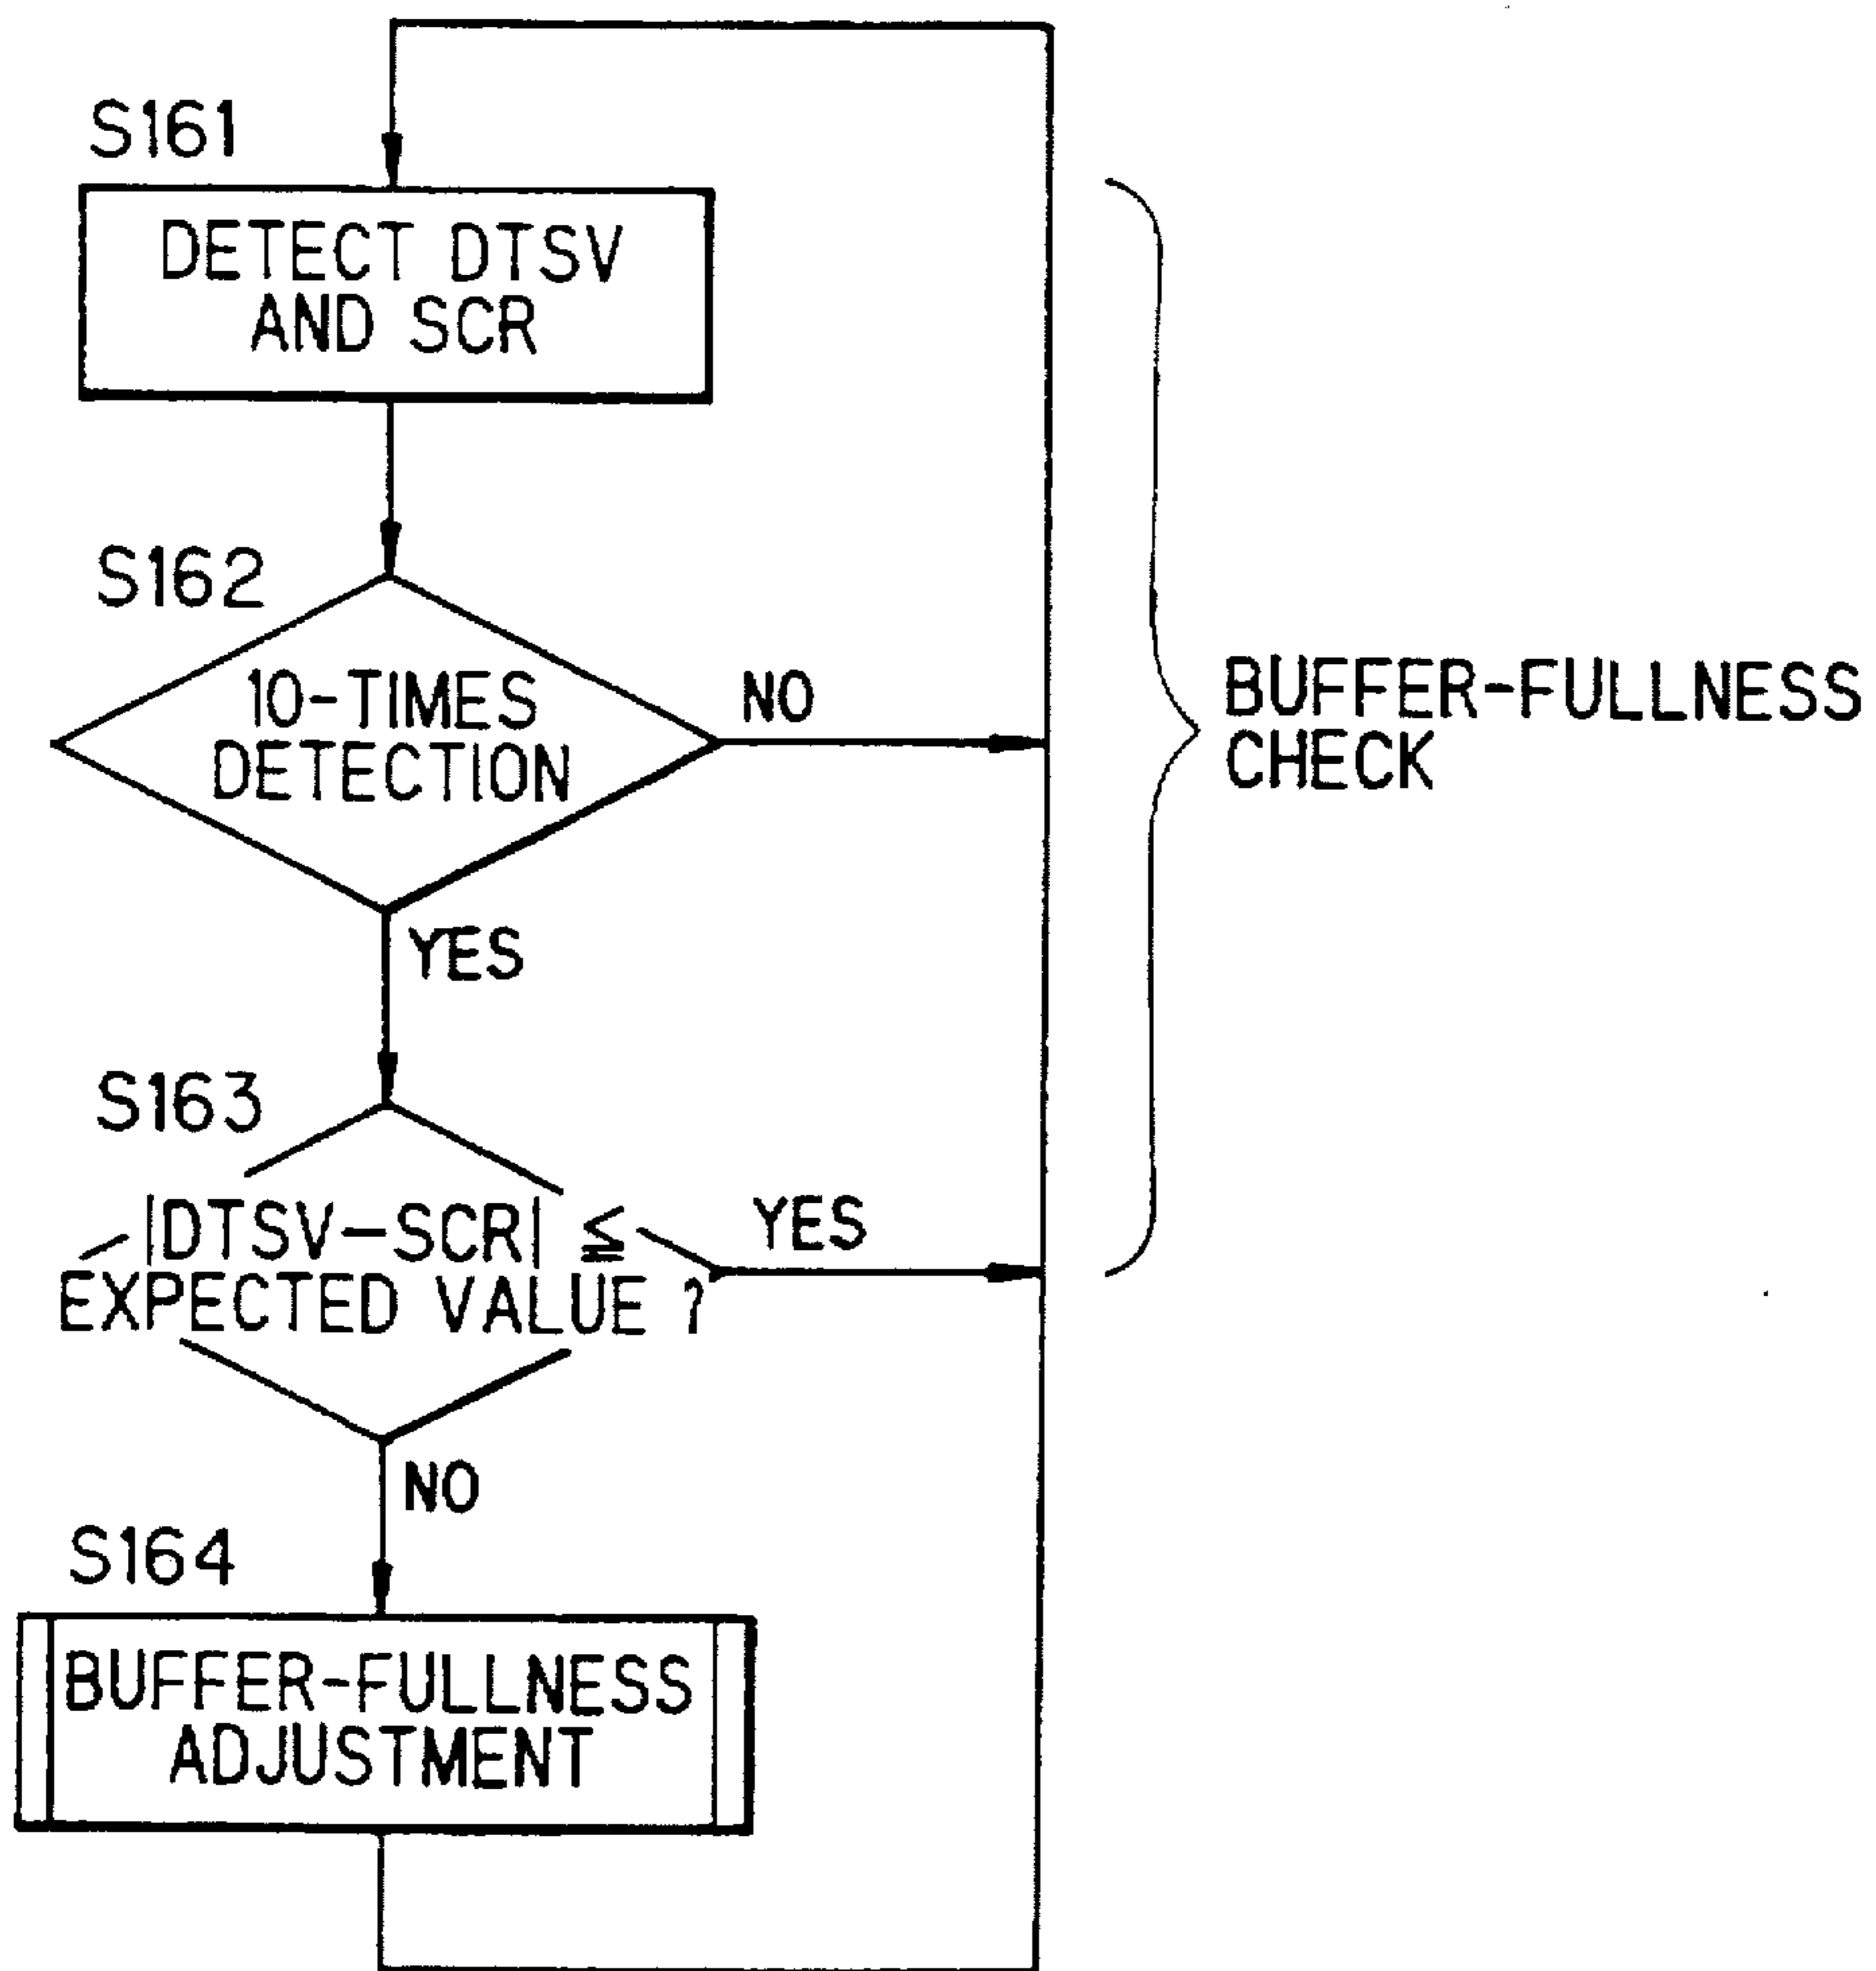 S161
DETECT DTSV
AND SCR
S162
10-TIMES
DETECTION
NO
BUFFER-FULLNESS
CHECK
YES
S163
|DTSV-SCR| ≦
EXPECTED VALUE ?
YES
NO
S164
BUFFER-FULLNESS
ADJUSTMENT